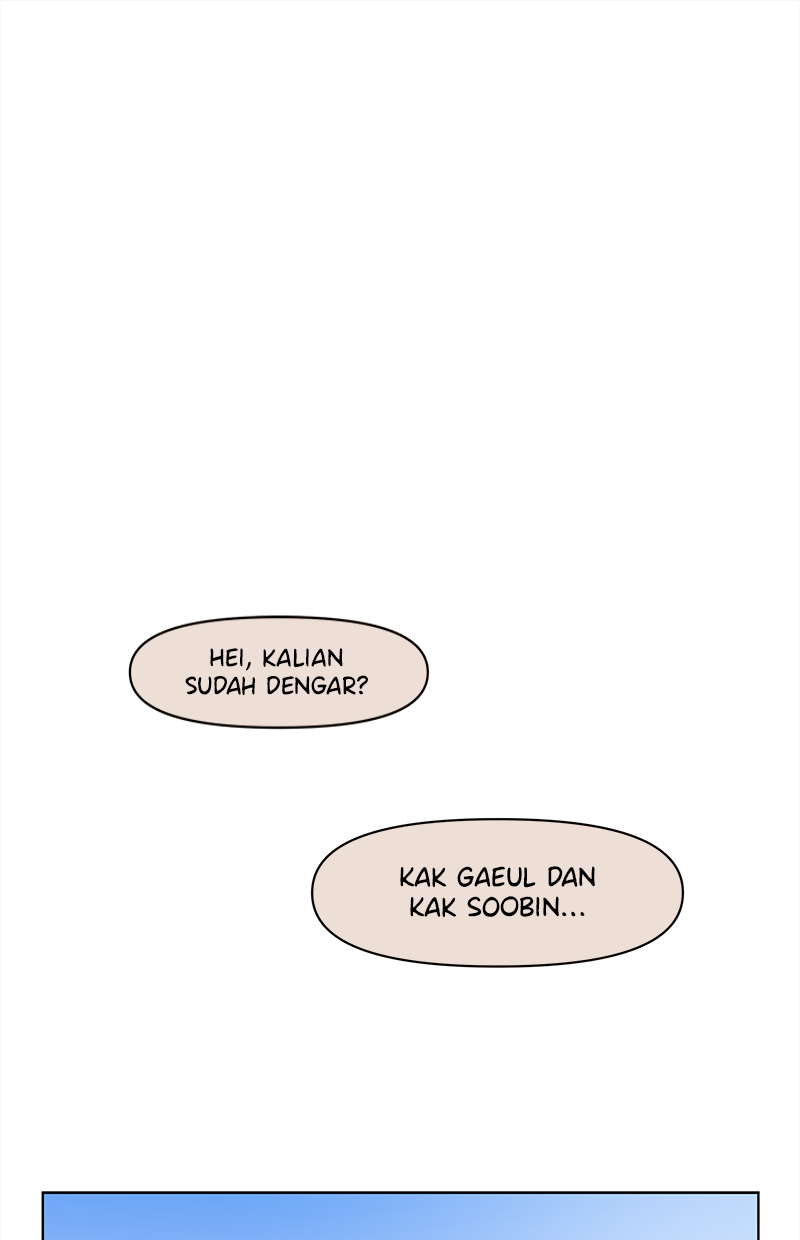 HEI, KALIAN
SUDAH DENGAR?
KAK GAEUL DAN
KAK SOOBIN...